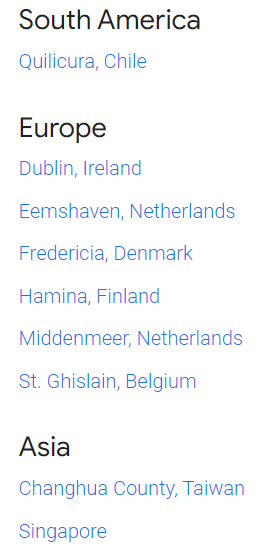 South America
Quilicura, Chile
Europe
Dublin, Ireland
Eemshaven, Netherlands
Fredericia, Denmark
Hamina, Finland
Middenmeer, Netherlands
St. Ghislain, Belgium
Asia
Changhua County, Taiwan
Singapore